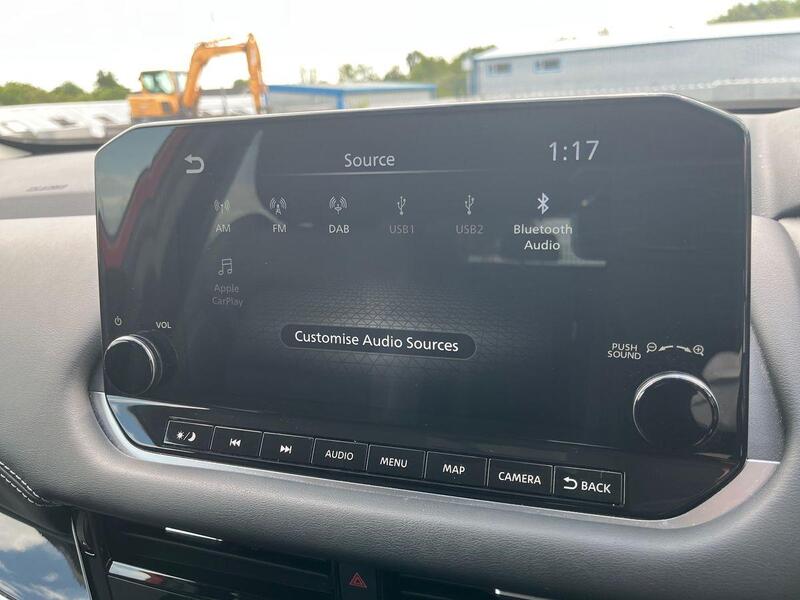 Source
1:17
AM
FM
DAB
USB1
USB2
Bluetooth
Audio
Apple
CarPlay
Customise Audio Sources
VOL
PUSH
SOUND
AUDIO
MENU
MAP
CAMERA
BACK